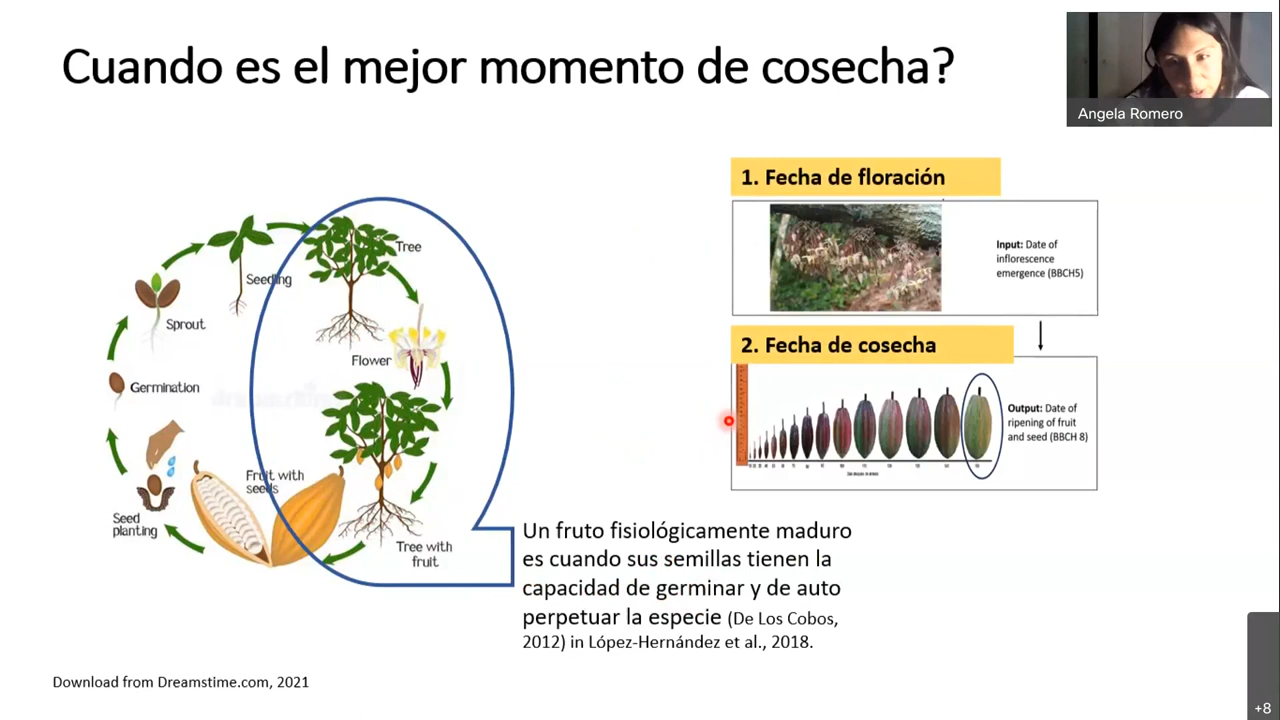 Cuando es el mejor momento de cosecha?
Angela Romero
Tree
Seedling
Sprout
Flower
Germination
Fruit with
seeds
Seed
planting
Tree with
fruit
1. Fecha de floración
Input: Date of
inflorescence
emergence (BBCH5)
2. Fecha de cosecha
Output: Date of
ripening of fruit
and seed (BBCH 8)
Un fruto fisiológicamente maduro
es cuando sus semillas tienen la
capacidad de germinar y de auto
perpetuar la especie (De Los Cobos,
2012) in López-Hernández et al., 2018.
Download from Dreamstime.com, 2021
+8